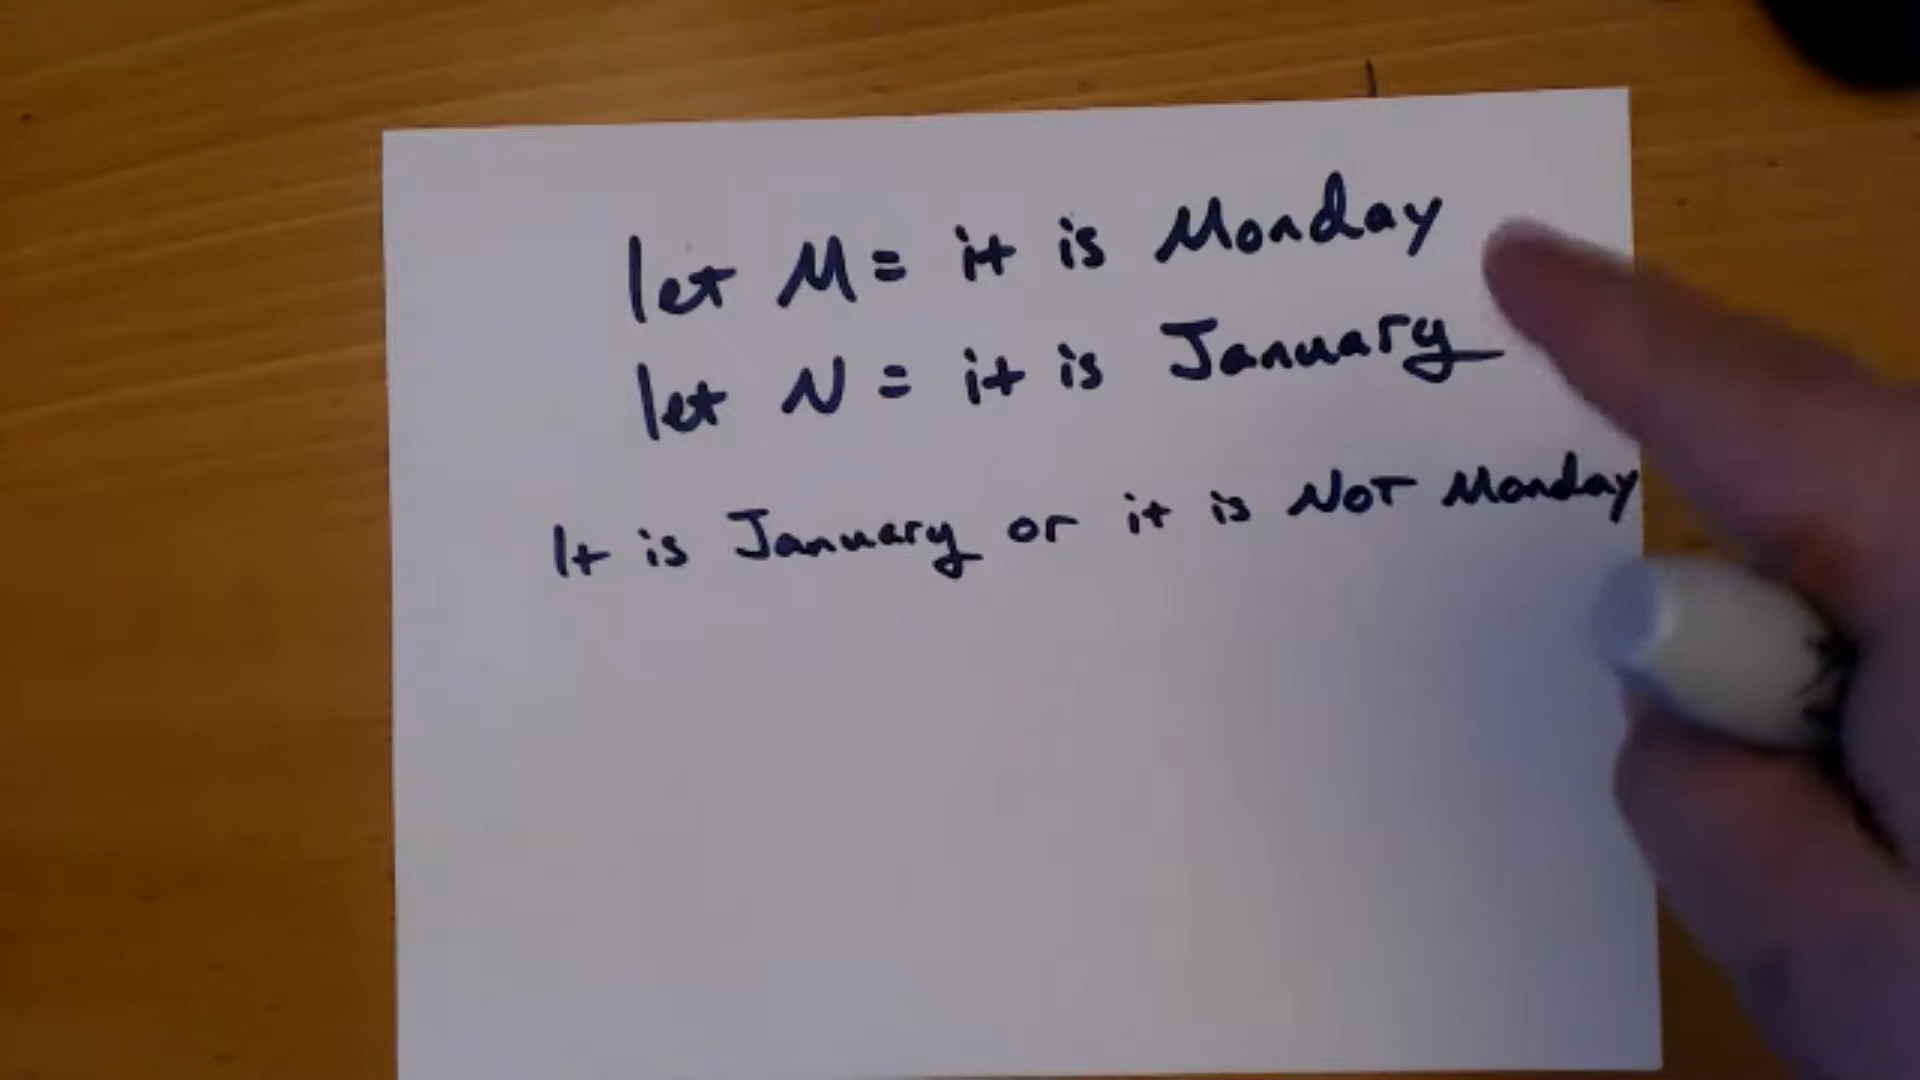 let M = it is Monday
let N = it is January
It is January or it is NOT Monday